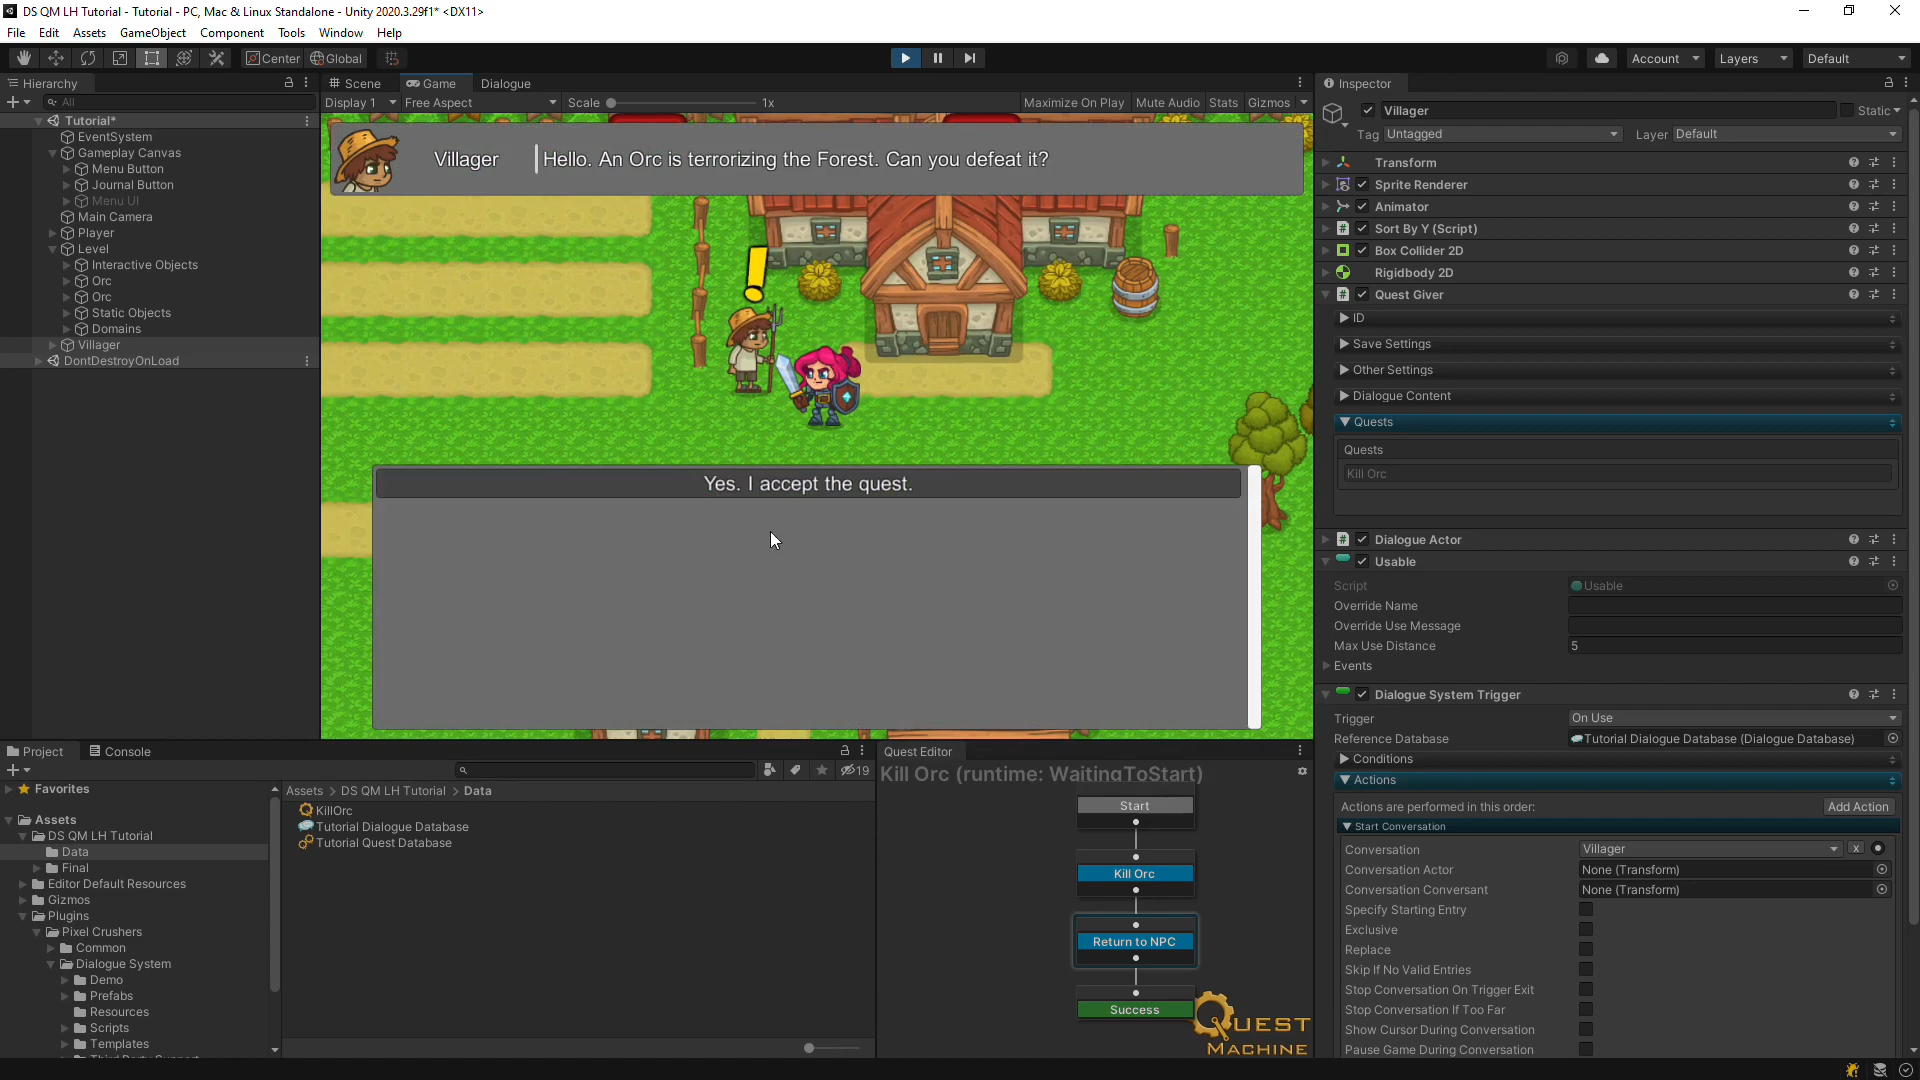 DS QM LH Tutorial - Tutorial - PC, Mac & Linux Standalone - Unity 2020.3.29f1* <DX11>
File Edit Assets GameObject Component Tools Window Help
Center Global
Account Layers Default
Hierarchy
All
Tutorial*
EventSystem
Gameplay Canvas
Menu Button
Journal Button
Menu UI
Main Camera
Player
Level
Interactive Objects
Orc
Orc
Static Objects
Domains
Villager
DontDestroyOnLoad
Scene Game Dialogue
Display 1 Free Aspect Scale 1x Maximize On Play Mute Audio Stats Gizmos
Villager Hello. An Orc is terrorizing the Forest. Can you defeat it?
Yes. I accept the quest.
Inspector
Villager Static
Tag Untagged Layer Default
Transform
Sprite Renderer
Animator
Sort By Y (Script)
Box Collider 2D
Rigidbody 2D
Quest Giver
ID
Save Settings
Other Settings
Dialogue Content
Quests
Quests
Kill Orc
Dialogue Actor
Usable
Script Usable
Override Name
Override Use Message
Max Use Distance 5
Events
Dialogue System Trigger
Trigger On Use
Reference Database Tutorial Dialogue Database (Dialogue Database)
Conditions
Actions
Actions are performed in this order: Add Action
Start Conversation
Conversation Villager x
Conversation Actor None (Transform)
Conversation Conversant None (Transform)
Specify Starting Entry
Exclusive
Replace
Skip If No Valid Entries
Stop Conversation On Trigger Exit
Stop Conversation If Too Far
Show Cursor During Conversation
Pause Game During Conversation
Project Console
19
Favorites
Assets
DS QM LH Tutorial
Data
Final
Editor Default Resources
Gizmos
Plugins
Pixel Crushers
Common
Dialogue System
Demo
Prefabs
Resources
Scripts
Templates
Third Party Support
Assets > DS QM LH Tutorial > Data
KillOrc
Tutorial Dialogue Database
Tutorial Quest Database
Quest Editor
Kill Orc (runtime: WaitingToStart)
Start
Kill Orc
Return to NPC
Success
QUEST
MACHINE